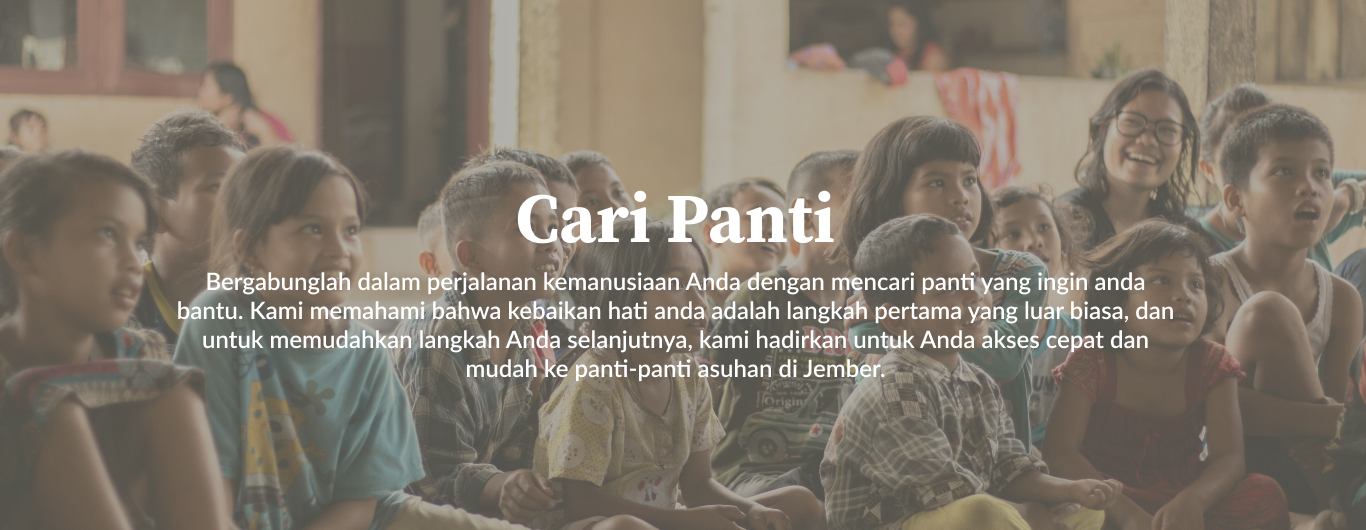 Cari Panti
Bergabunglah dalam perjalanan kemanusiaan Anda dengan mencari panti yang ingin anda
bantu. Kami memahami bahwa kebaikan hati anda adalah langkah pertama yang luar biasa, dan
untuk memudahkan langkah Anda selanjutnya, kami hadirkan untuk Anda akses cepat dan
mudah ke panti-panti asuhan di Jember.